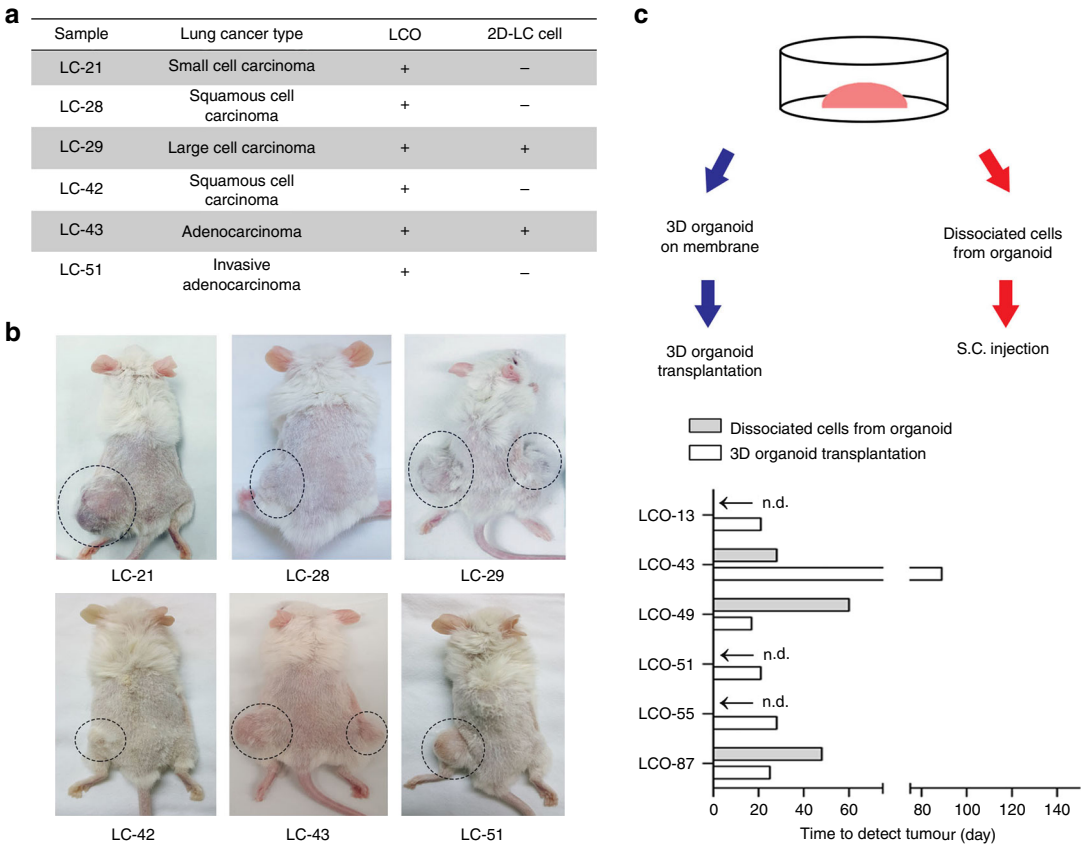 a
Sample Lung cancer type LCO 2D-LC cell
LC-21 Small cell carcinoma + –
LC-28 Squamous cell carcinoma + –
LC-29 Large cell carcinoma + +
LC-42 Squamous cell carcinoma + –
LC-43 Adenocarcinoma + +
LC-51 Invasive adenocarcinoma + –
b
LC-21 LC-28 LC-29
LC-42 LC-43 LC-51
c
3D organoid
on membrane
3D organoid
transplantation
Dissociated cells
from organoid
S.C. injection
Dissociated cells from organoid
3D organoid transplantation
LCO-13 n.d.
LCO-43
LCO-49
LCO-51 n.d.
LCO-55 n.d.
LCO-87
0 20 40 60 80 100 120 140
Time to detect tumour (day)